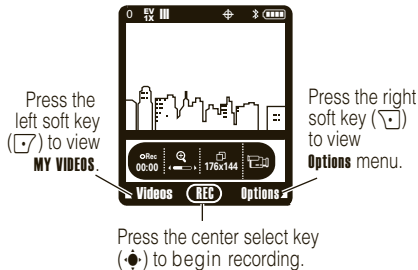 0 EV 1X
Press the left soft key
( ) to view
MY VIDEOS.
Press the right
soft key ( )
to view
Options menu.
Rec 00:00
176x144
Videos REC Options
Press the center select key
( ) to begin recording.